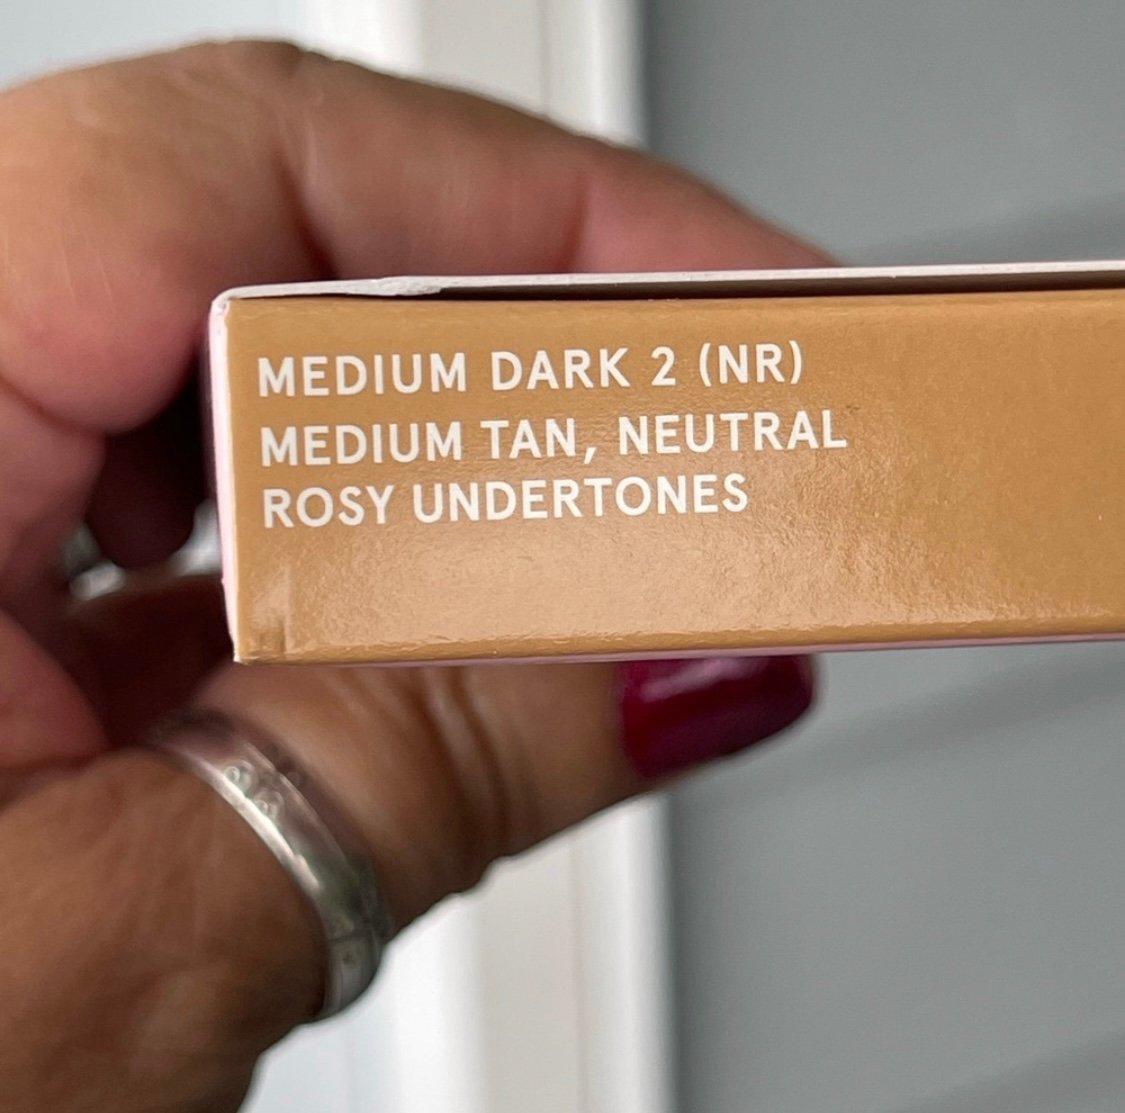 MEDIUM DARK 2 (NR)
MEDIUM TAN, NEUTRAL
ROSY UNDERTONES